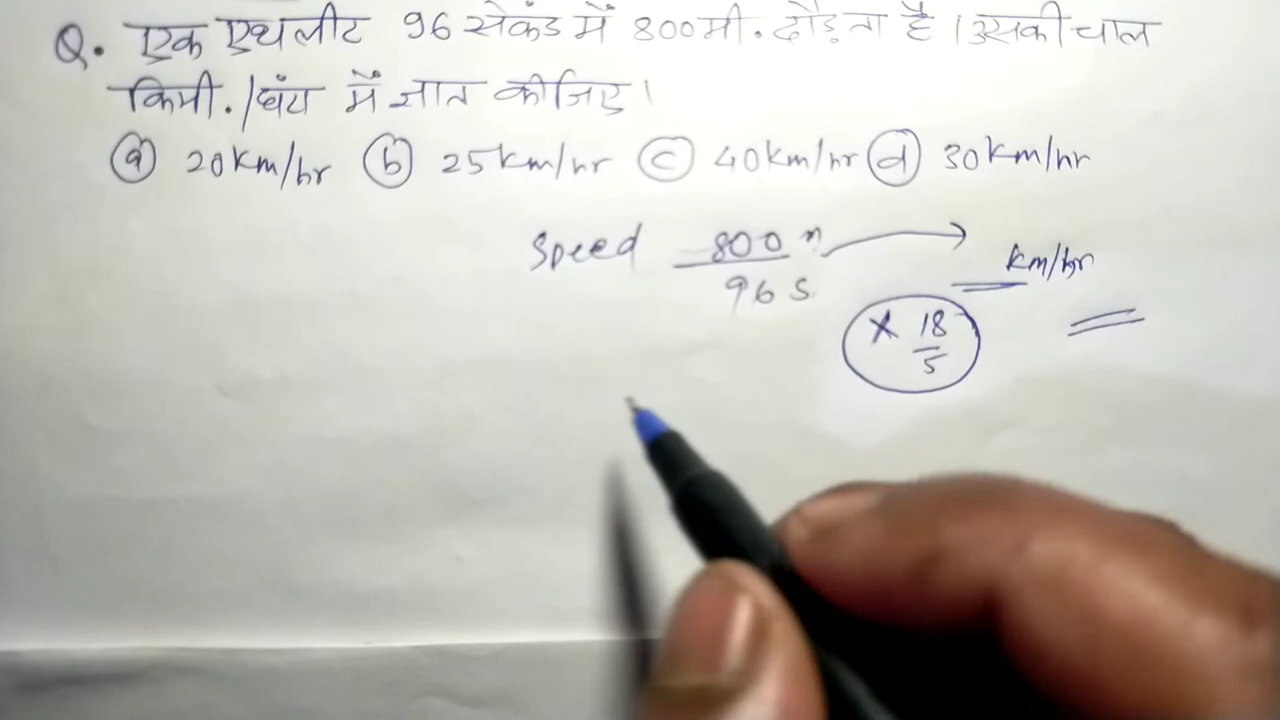 Q. एक एथलीट 96 सेकंड में 800मी. दौड़ता है। उसकी चाल
किमी./घंटा में ज्ञात कीजिए।
(a) 20km/hr (b) 25km/hr (c) 40km/hr (d) 30km/hr
Speed 800 m
96 s
km/hr
× 18
5